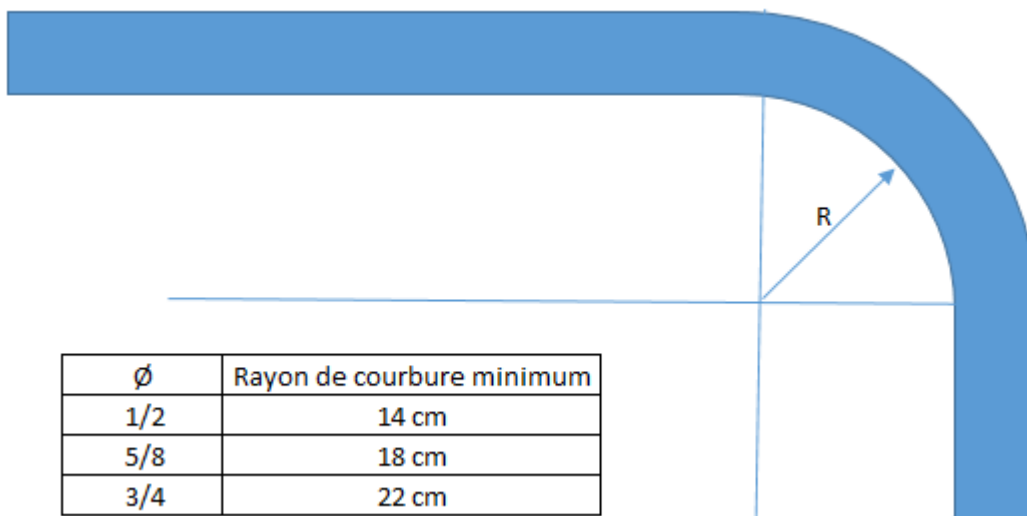 R
Ø Rayon de courbure minimum
1/2 14 cm
5/8 18 cm
3/4 22 cm